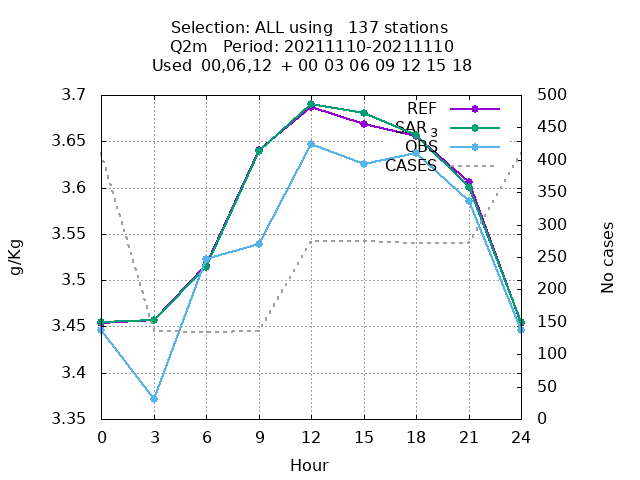 Selection: ALL using   137 stations
Q2m   Period: 20211110-20211110
Used  00,06,12  + 00 03 06 09 12 15 18
3.7
3.65
3.6
3.55
3.5
3.45
3.4
3.35
g/Kg
500
450
400
350
300
250
200
150
100
50
0
No cases
REF
SAR3
OBS
CASES
0 3 6 9 12 15 18 21 24
Hour